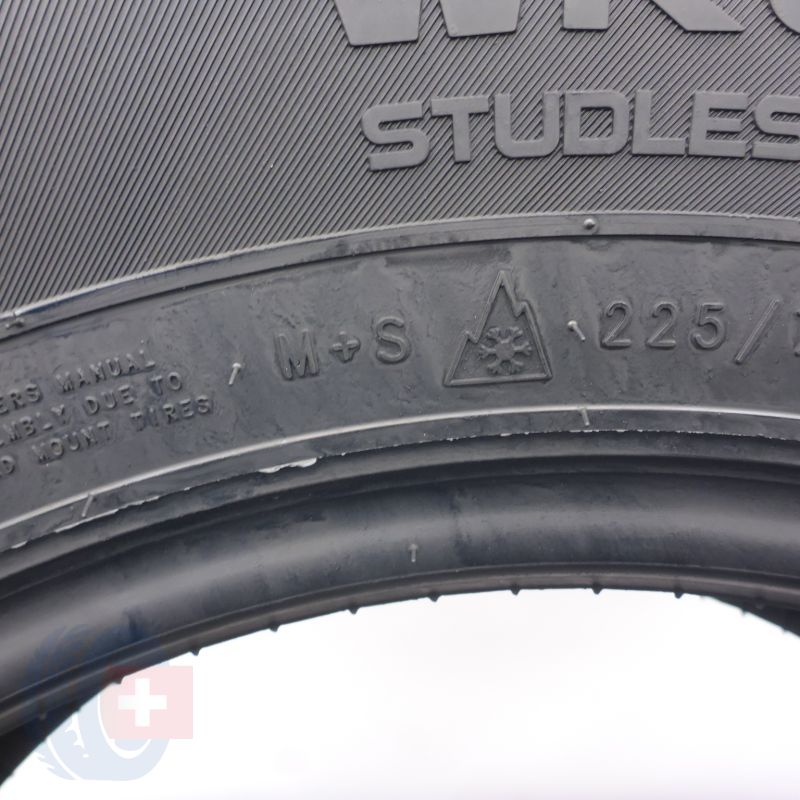 STUDLES
M+S 225/
ERS MANUAL
MBLY DUE TO
MOUNT TIRES